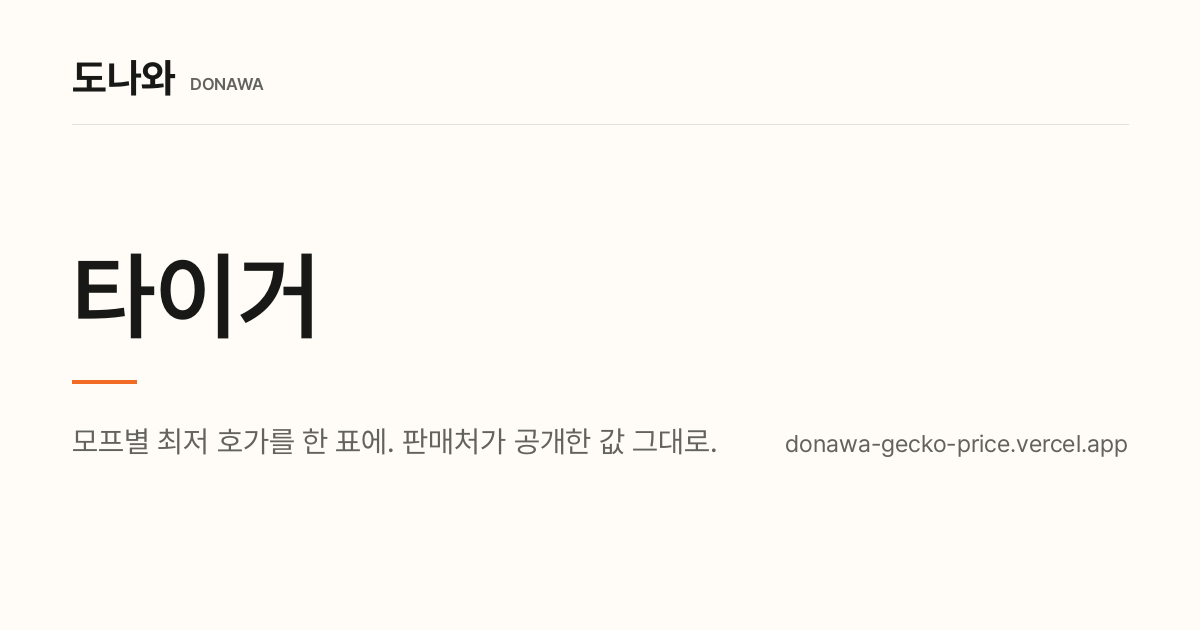 도나와 DONAWA
타이거
모프별 최저 호가를 한 표에. 판매처가 공개한 값 그대로. donawa-gecko-price.vercel.app